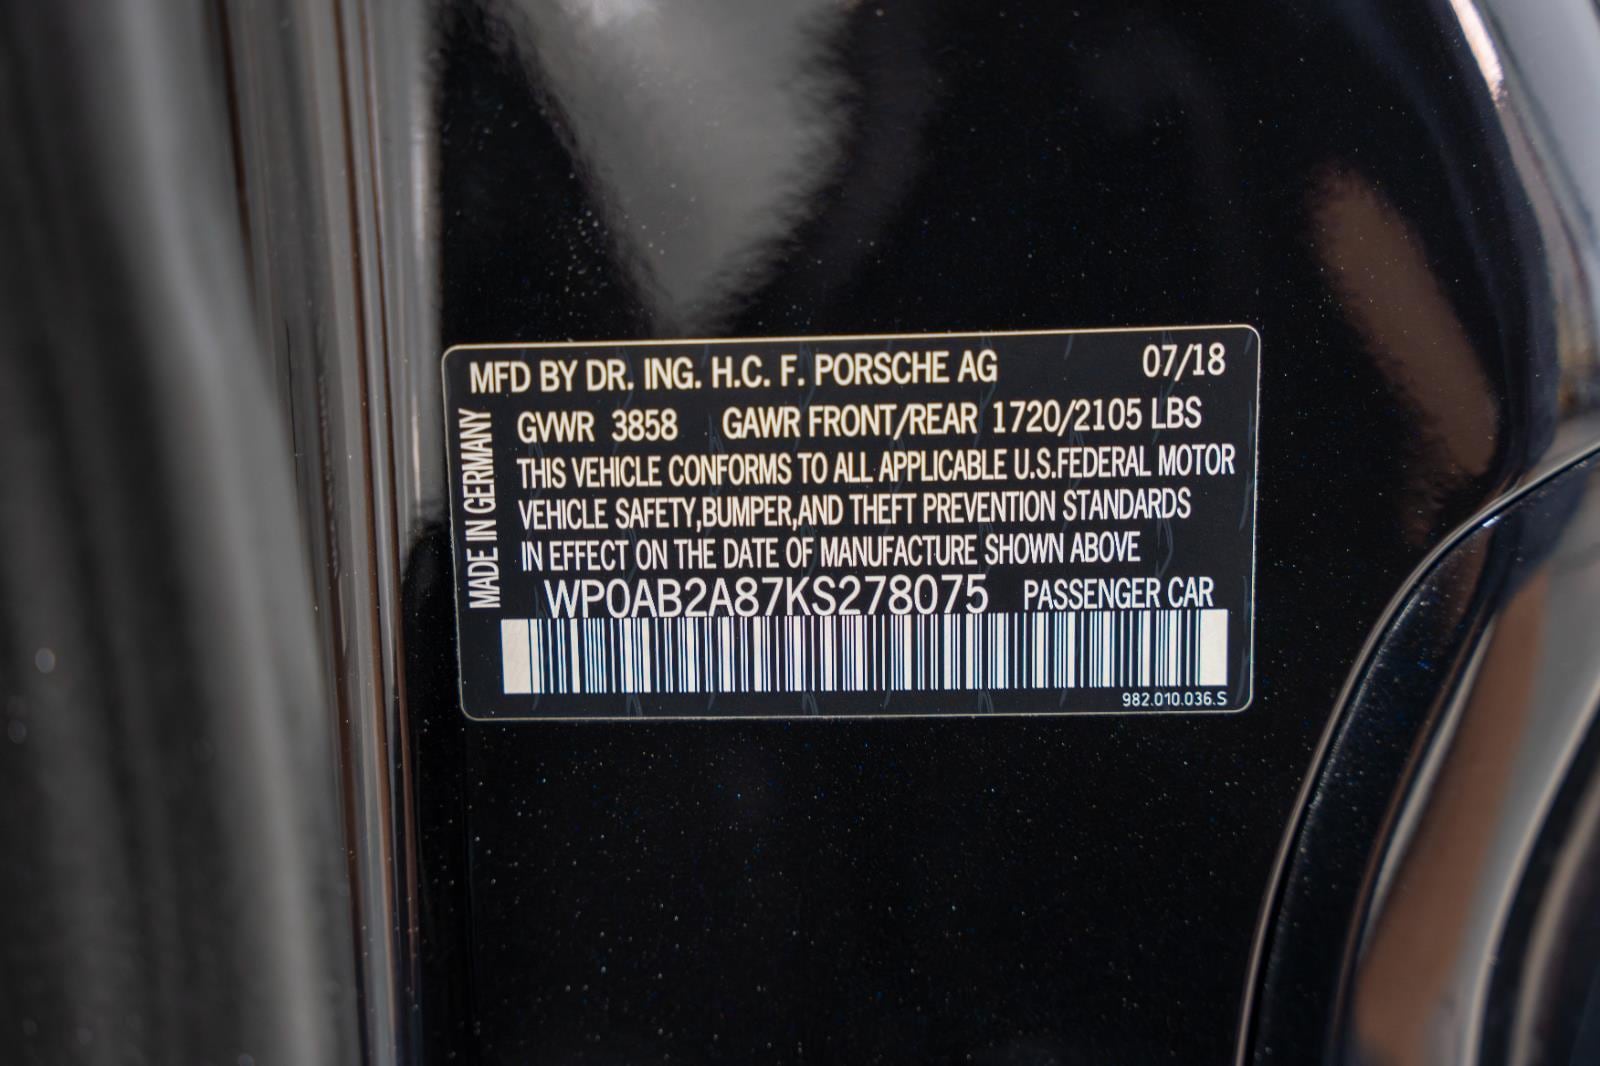 MFD BY DR. ING. H.C. F. PORSCHE AG 07/18
GVWR 3858 GAWR FRONT/REAR 1720/2105 LBS
THIS VEHICLE CONFORMS TO ALL APPLICABLE U.S.FEDERAL MOTOR
VEHICLE SAFETY,BUMPER,AND THEFT PREVENTION STANDARDS
IN EFFECT ON THE DATE OF MANUFACTURE SHOWN ABOVE
WP0AB2A87KS278075 PASSENGER CAR
982.010.036.S
MADE IN GERMANY